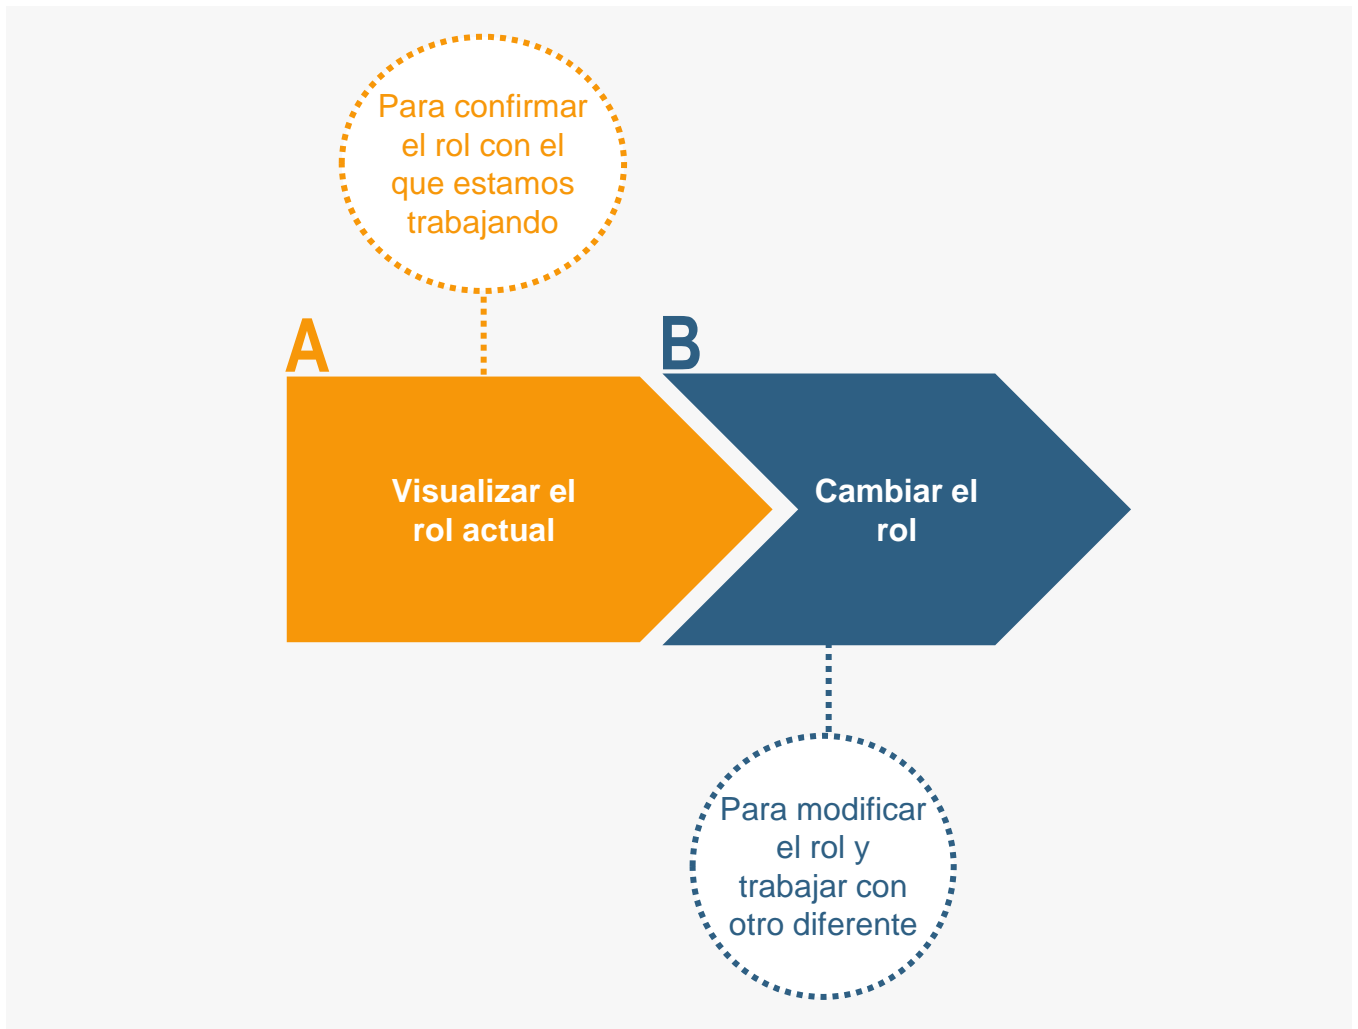 Para confirmar
el rol con el
que estamos
trabajando
A
Visualizar el
rol actual
B
Cambiar el
rol
Para modificar
el rol y
trabajar con
otro diferente